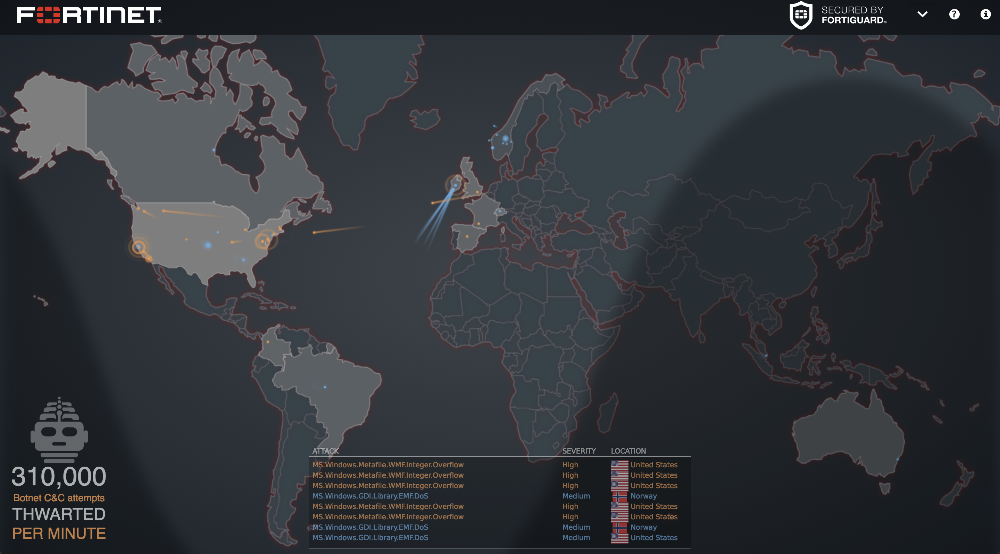 FORTINET®
SECURED BY
FORTIGUARD®
ATTACK SEVERITY LOCATION
MS.Windows.Metafile.WMF.Integer.Overflow High United States
MS.Windows.Metafile.WMF.Integer.Overflow High United States
MS.Windows.Metafile.WMF.Integer.Overflow High United States
MS.Windows.GDI.Library.EMF.DoS Medium Norway
MS.Windows.Metafile.WMF.Integer.Overflow High United States
MS.Windows.Metafile.WMF.Integer.Overflow High United States
MS.Windows.GDI.Library.EMF.DoS Medium Norway
MS.Windows.GDI.Library.EMF.DoS Medium United States
310,000
Botnet C&C attempts
THWARTED
PER MINUTE